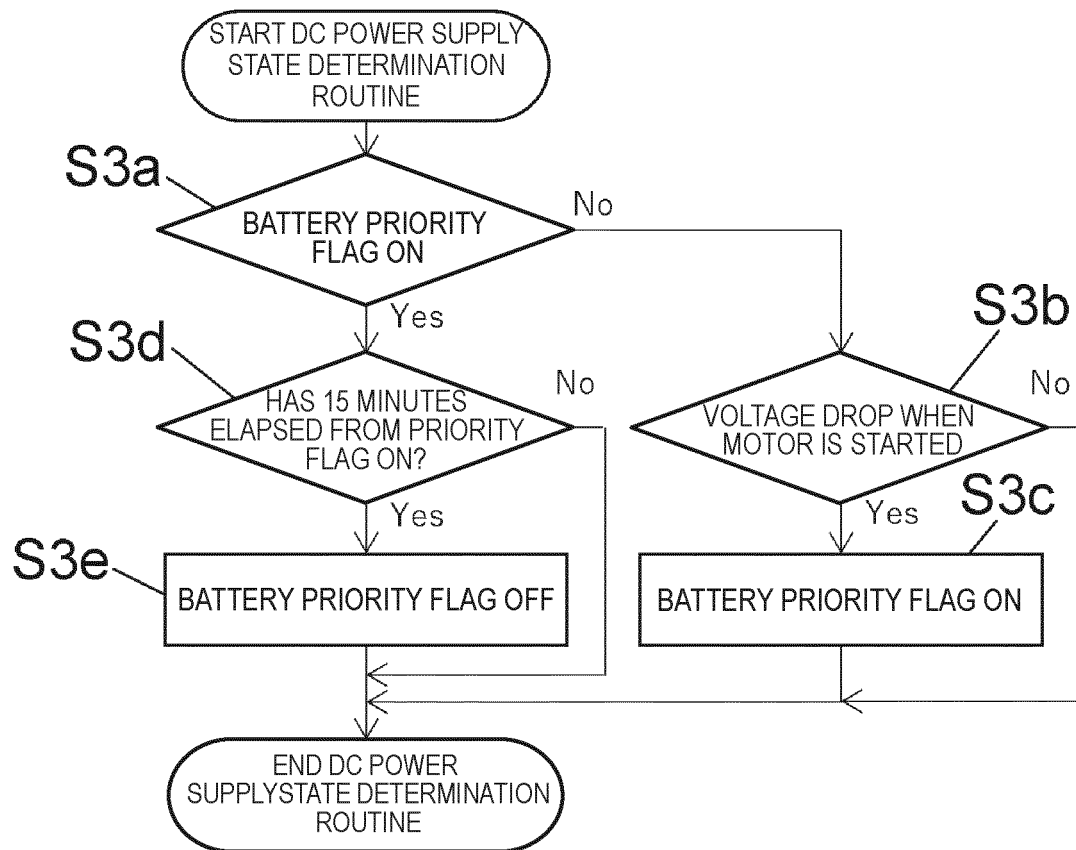 START DC POWER SUPPLY
STATE DETERMINATION
ROUTINE
S3a
BATTERY PRIORITY
FLAG ON
No
Yes
S3b
VOLTAGE DROP WHEN
MOTOR IS STARTED
No
Yes
S3d
HAS 15 MINUTES
ELAPSED FROM PRIORITY
FLAG ON?
No
Yes
S3c
BATTERY PRIORITY FLAG ON
S3e
BATTERY PRIORITY FLAG OFF
END DC POWER
SUPPLYSTATE DETERMINATION
ROUTINE